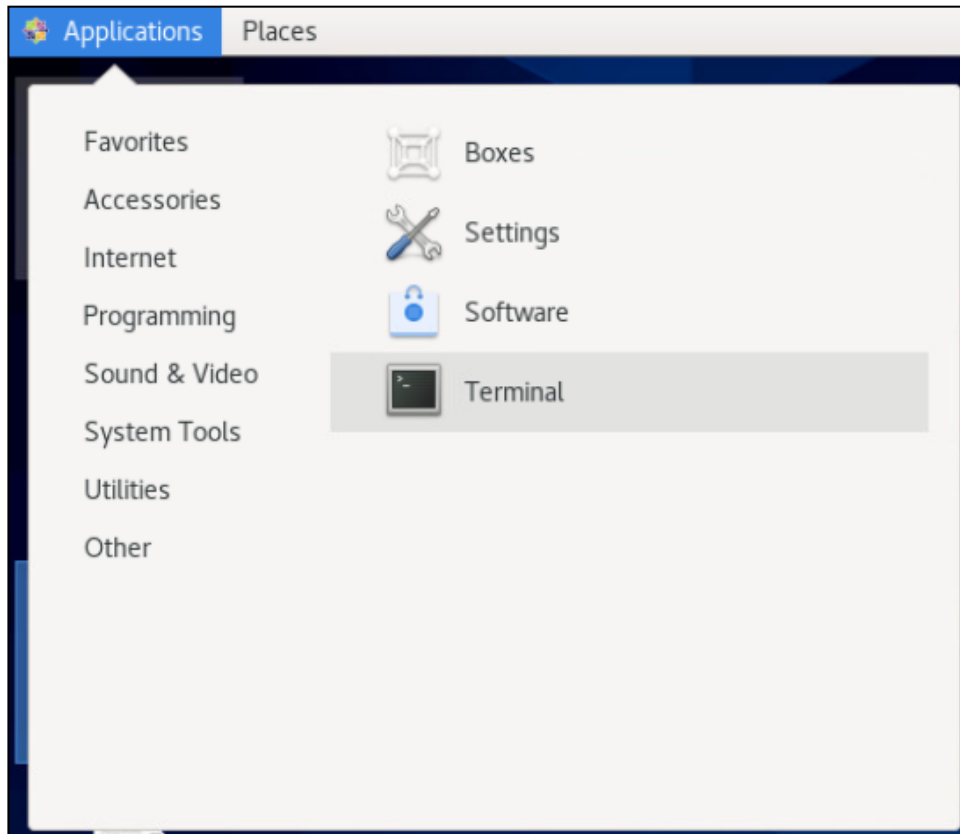 Applications Places
Favorites
Accessories
Internet
Programming
Sound & Video
System Tools
Utilities
Other
Boxes
Settings
Software
Terminal